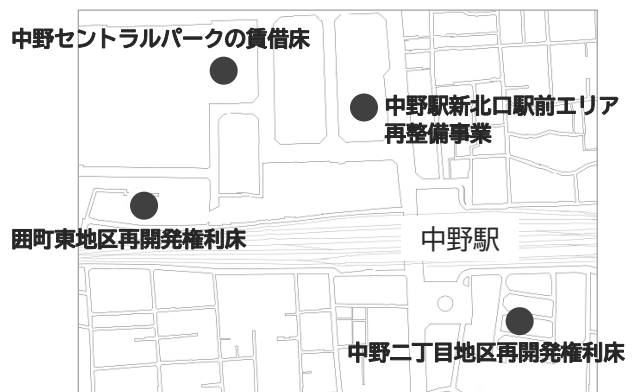 中野セントラルパークの賃借床
中野駅新北口駅前エリア
再整備事業
囲町東地区再開発権利床
中野駅
中野二丁目地区再開発権利床